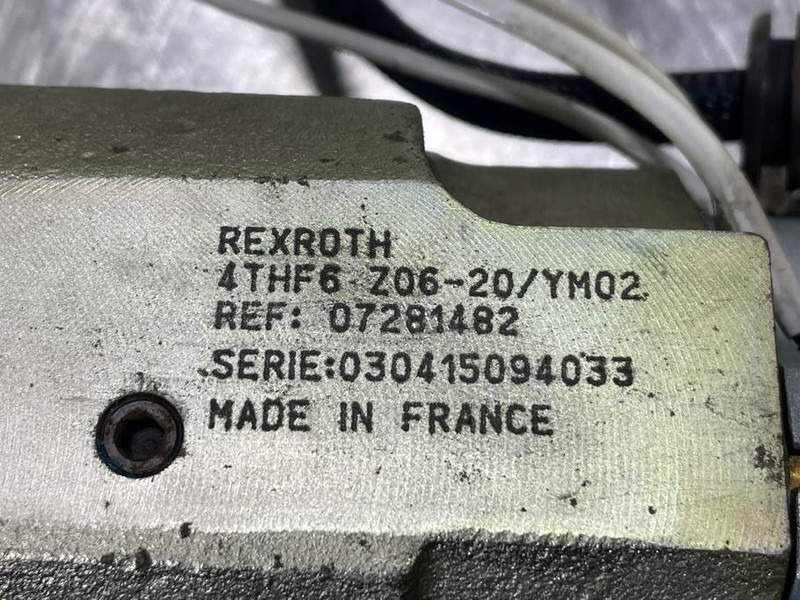 REXROTH
4THF6 Z06-20/YM02
REF: 07281482
SERIE:030415094033
MADE IN FRANCE